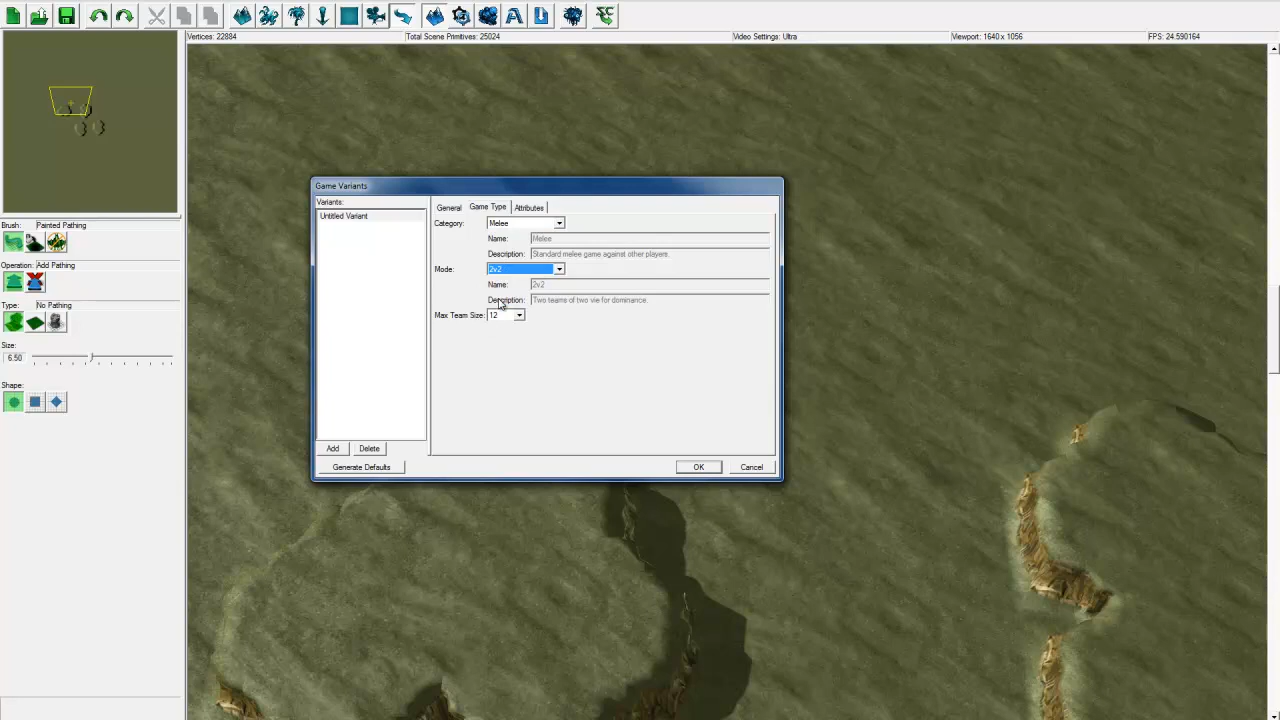 Vertices: 22884 Total Scene Primitives: 25024 Video Settings: Ultra Viewport: 1640 x 1056 FPS: 24.590164
Game Variants
Variants:
Untitled Variant
General Game Type Attributes
Category: Melee
Name: Melee
Description: Standard melee game against other players.
Mode: 2v2
Name: 2v2
Description: Two teams of two vie for dominance.
Max Team Size: 12
Add Delete
Generate Defaults OK Cancel
Brush: Painted Pathing
Operation: Add Pathing
Type: No Pathing
Size:
6.50
Shape: